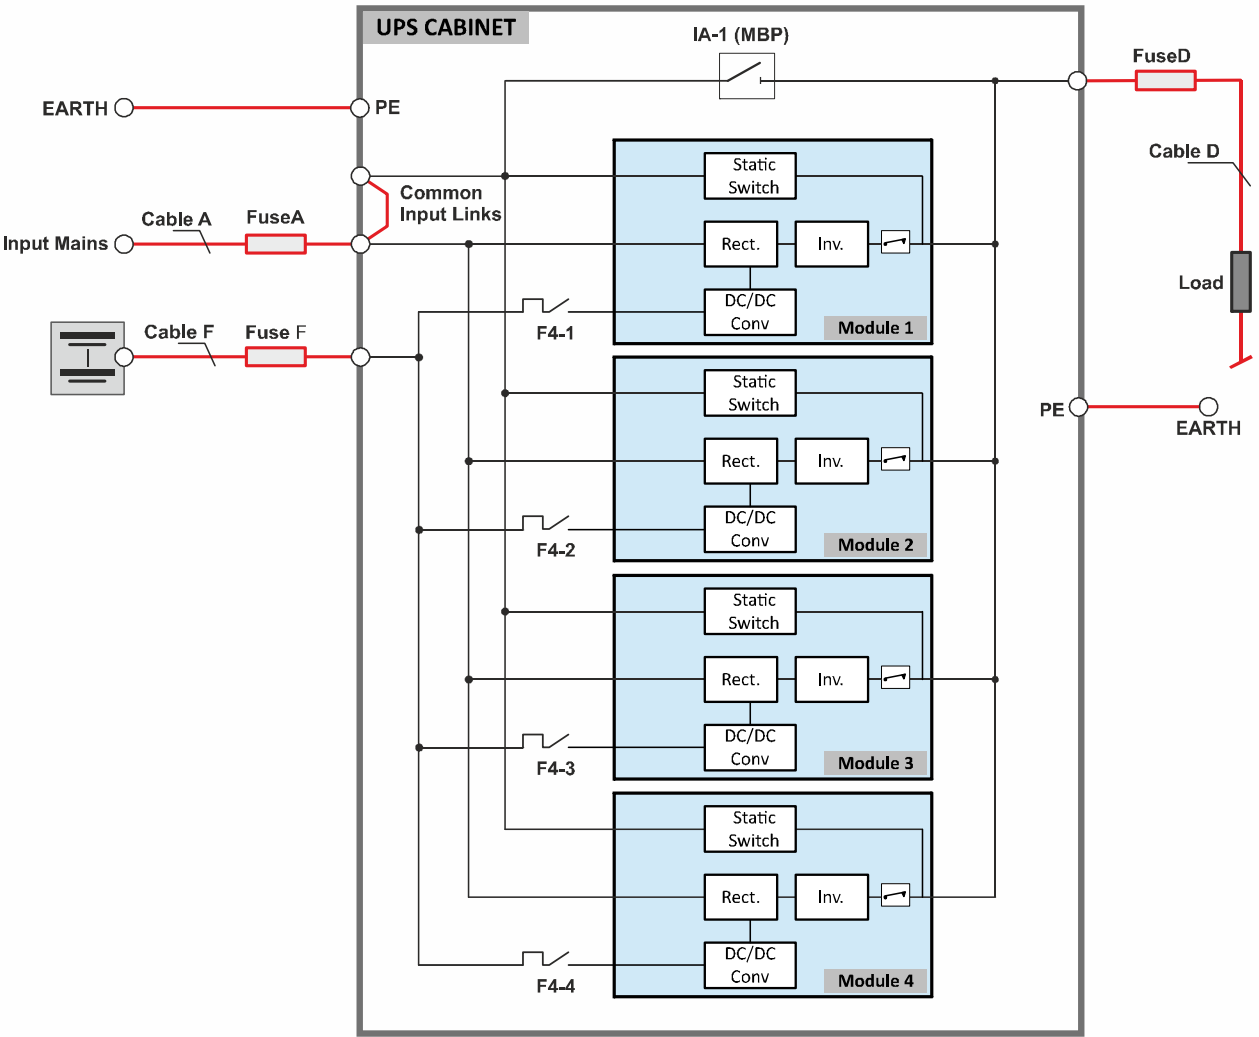 UPS CABINET
IA-1 (MBP)
FuseD
EARTH
PE
Cable D
Static
Switch
Common
Input Links
Cable A
FuseA
Input Mains
Rect.
Inv.
Load
DC/DC
Conv
F4-1
Module 1
Cable F
Fuse F
Static
Switch
PE
EARTH
Rect.
Inv.
DC/DC
Conv
F4-2
Module 2
Static
Switch
Rect.
Inv.
DC/DC
Conv
F4-3
Module 3
Static
Switch
Rect.
Inv.
DC/DC
Conv
F4-4
Module 4